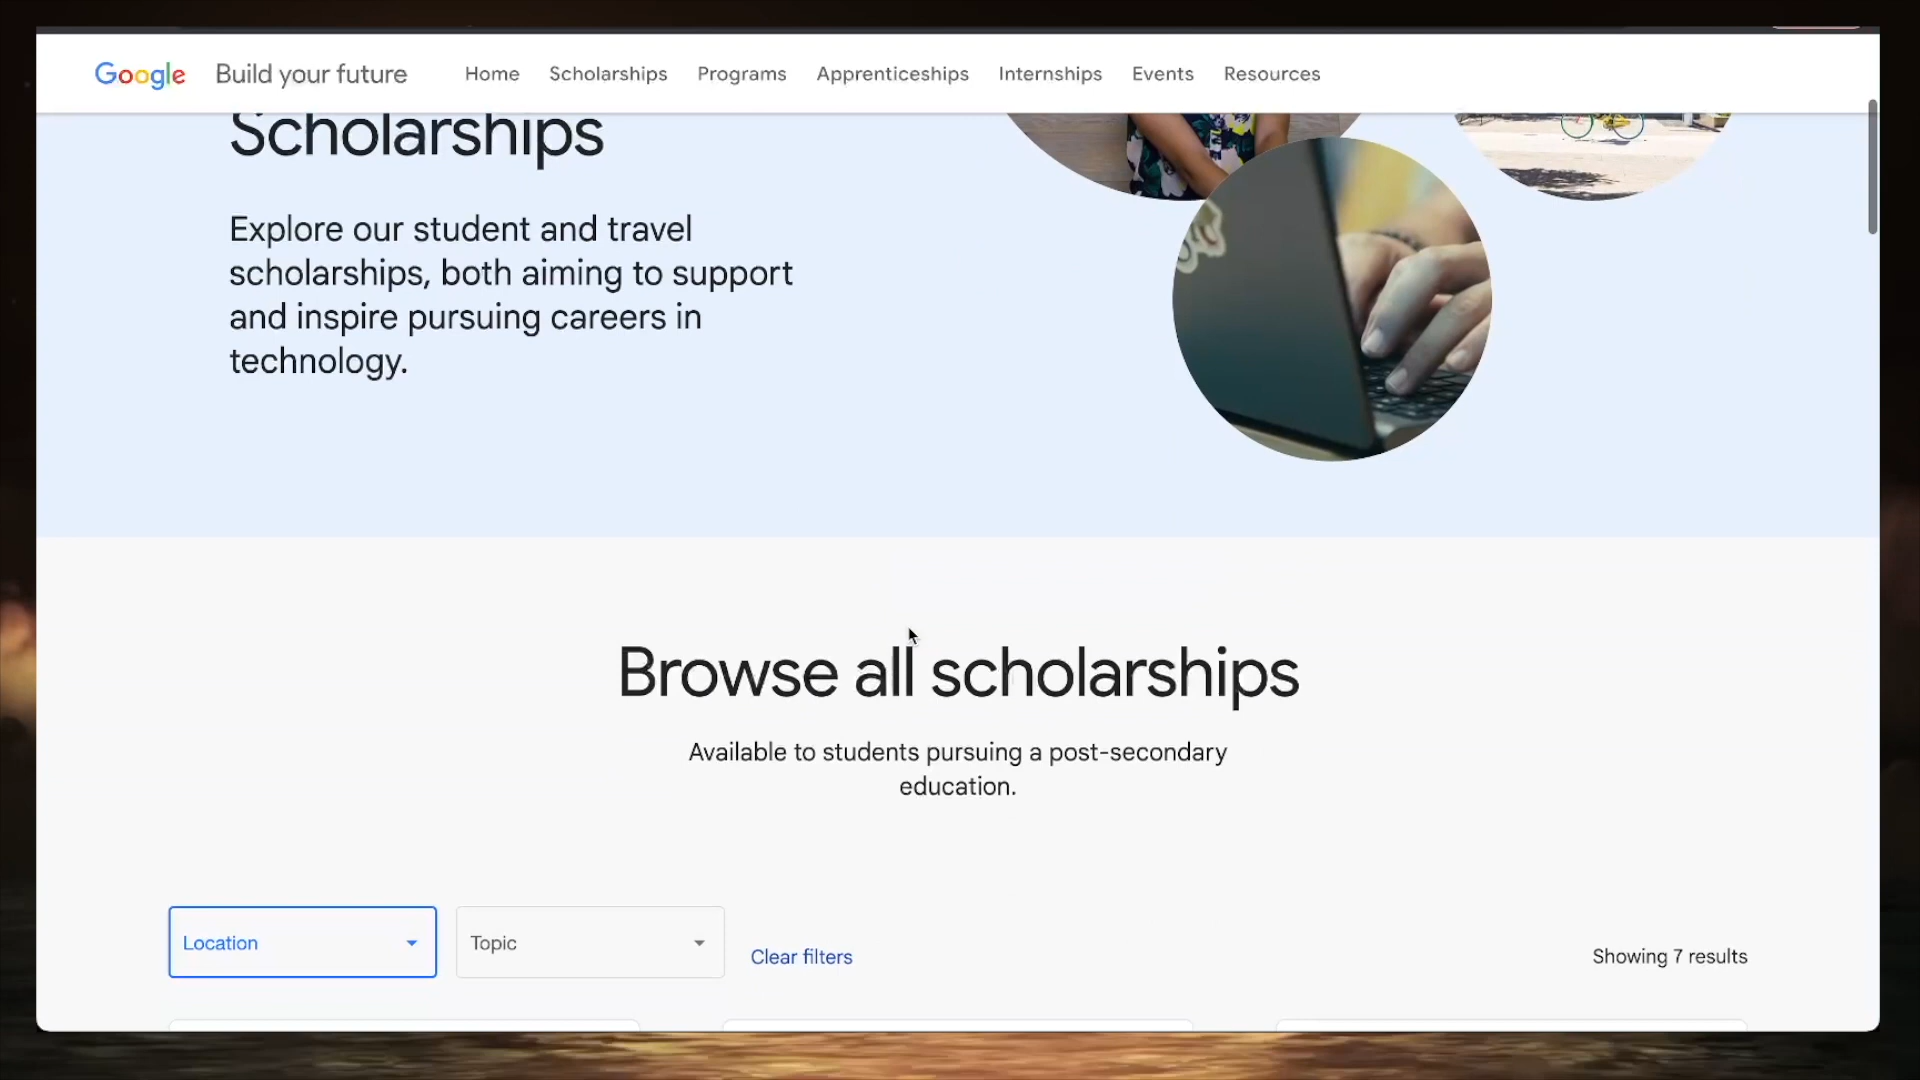 Google Build your future Home Scholarships Programs Apprenticeships Internships Events Resources
Scholarships
Explore our student and travel
scholarships, both aiming to support
and inspire pursuing careers in
technology.
Browse all scholarships
Available to students pursuing a post-secondary
education.
Location Topic Clear filters Showing 7 results